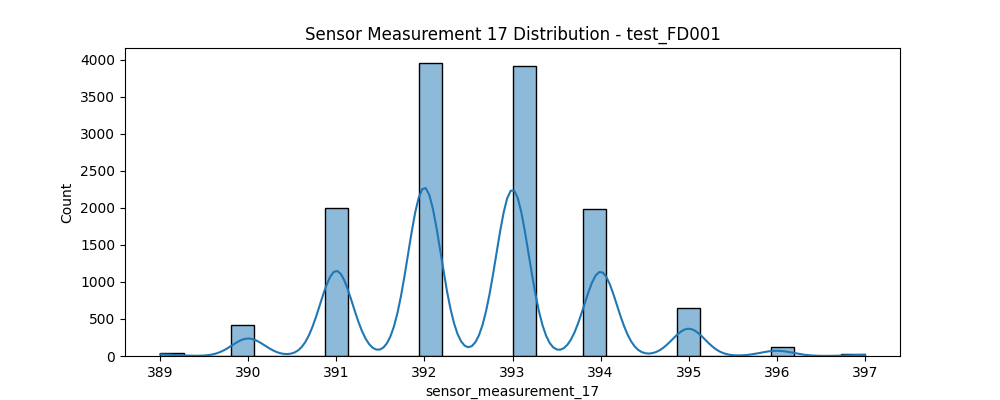 Sensor Measurement 17 Distribution - test_FD001
Count
4000
3500
3000
2500
2000
1500
1000
500
0
389 390 391 392 393 394 395 396 397
sensor_measurement_17